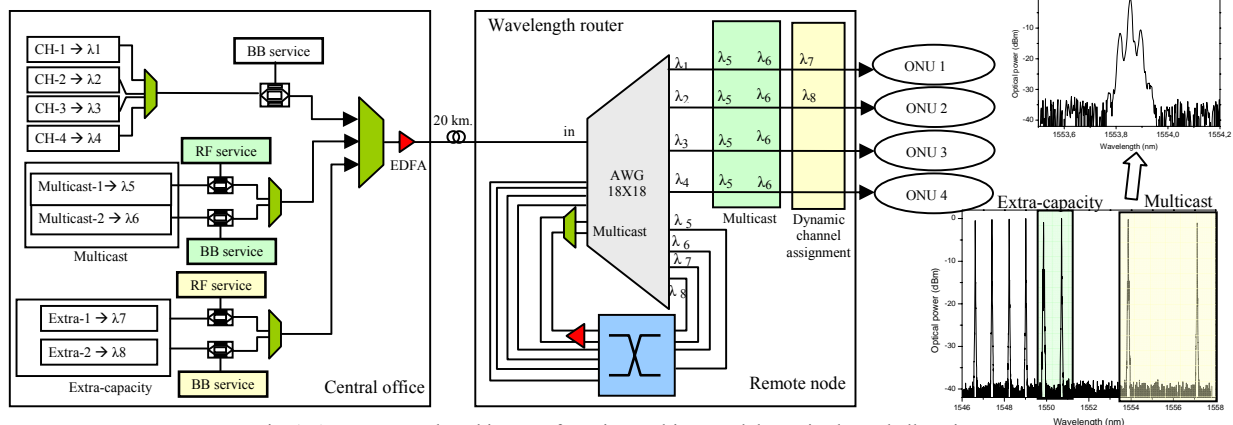 CH-1 → λ1
CH-2 → λ2
CH-3 → λ3
CH-4 → λ4
BB service
RF service
Multicast-1→ λ5
Multicast-2 → λ6
BB service
Multicast
RF service
Extra-1 → λ7
Extra-2 → λ8
BB service
Extra-capacity
Central office
EDFA
20 km.
Wavelength router
in
AWG
18X18
Multicast
λ1 λ5 λ6 λ7
λ2 λ5 λ6 λ8
λ3 λ5 λ6
λ4 λ5 λ6
λ 5
λ 6
λ 7
λ 8
Multicast
Dynamic
channel
assignment
Remote node
ONU 1
ONU 2
ONU 3
ONU 4
Optical power (dBm)
-10
-20
-30
-40
1553,6 1553,8 1554,0 1554,2
Wavelength (nm)
Extra-capacity Multicast
Optical power (dBm)
0
-10
-20
-30
-40
1546 1548 1550 1552 1554 1556 1558
Wavelength (nm)